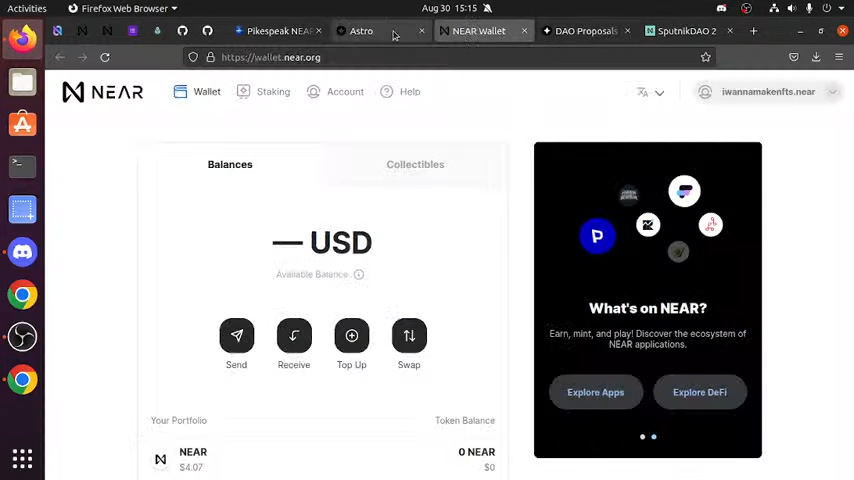 Activities
Firefox Web Browser
Aug 30 15:15
Pikespeak NEAR
Astro
NEAR Wallet
DAO Proposals
SputnikDAO 2
https://wallet.near.org
NEAR
Wallet
Staking
Account
Help
iwannamakenfts.near
Balances
Collectibles
— USD
Available Balance
Send
Receive
Top Up
Swap
Your Portfolio
Token Balance
NEAR
0 NEAR
$4.07
$0
What's on NEAR?
Earn, mint, and play! Discover the ecosystem of
NEAR applications.
Explore Apps
Explore DeFi